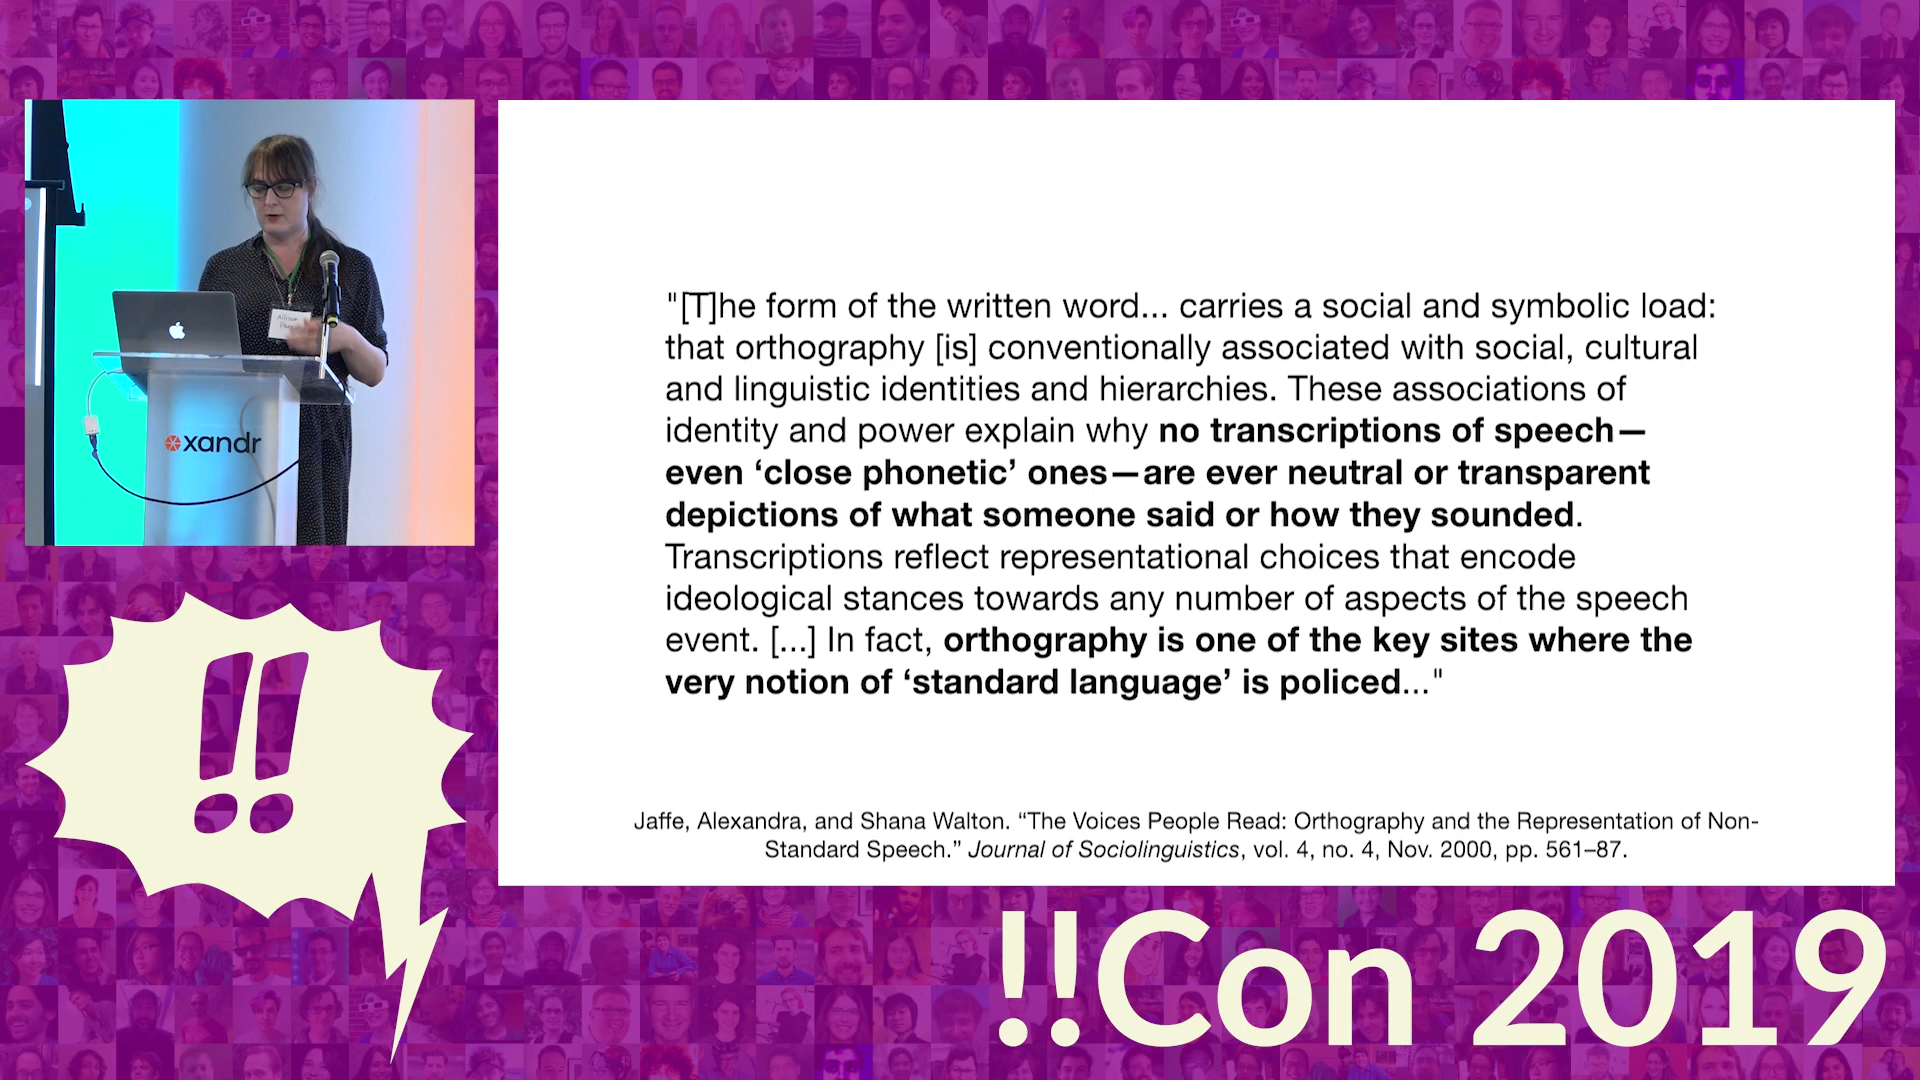 "[T]he form of the written word... carries a social and symbolic load:
that orthography [is] conventionally associated with social, cultural
and linguistic identities and hierarchies. These associations of
identity and power explain why no transcriptions of speech—
even ‘close phonetic’ ones—are ever neutral or transparent
depictions of what someone said or how they sounded.
Transcriptions reflect representational choices that encode
ideological stances towards any number of aspects of the speech
event. [...] In fact, orthography is one of the key sites where the
very notion of ‘standard language’ is policed..."
Jaffe, Alexandra, and Shana Walton. “The Voices People Read: Orthography and the Representation of Non-
Standard Speech.” Journal of Sociolinguistics, vol. 4, no. 4, Nov. 2000, pp. 561–87.
xandr
!!
!!Con 2019